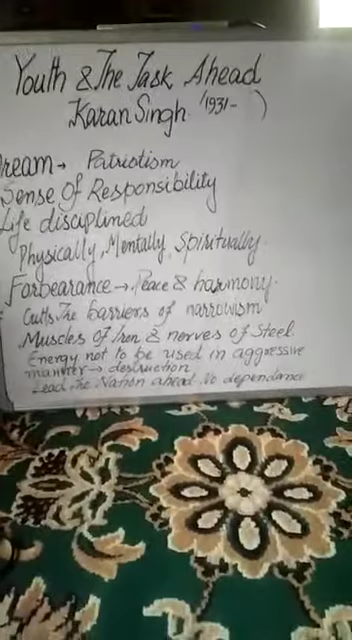 Youth & The Task Ahead
Karan Singh (1931- )
Dream → Patriotism
Sense Of Responsibility
Life disciplined
Physically, Mentally, Spiritually.
Forbearance → Peace & harmony.
Cutts The barriers of narrowism
Muscles Of Iron & nerves of Steel
Energy not to be used in aggressive
manner → destruction
Lead The Nation ahead. No dependance